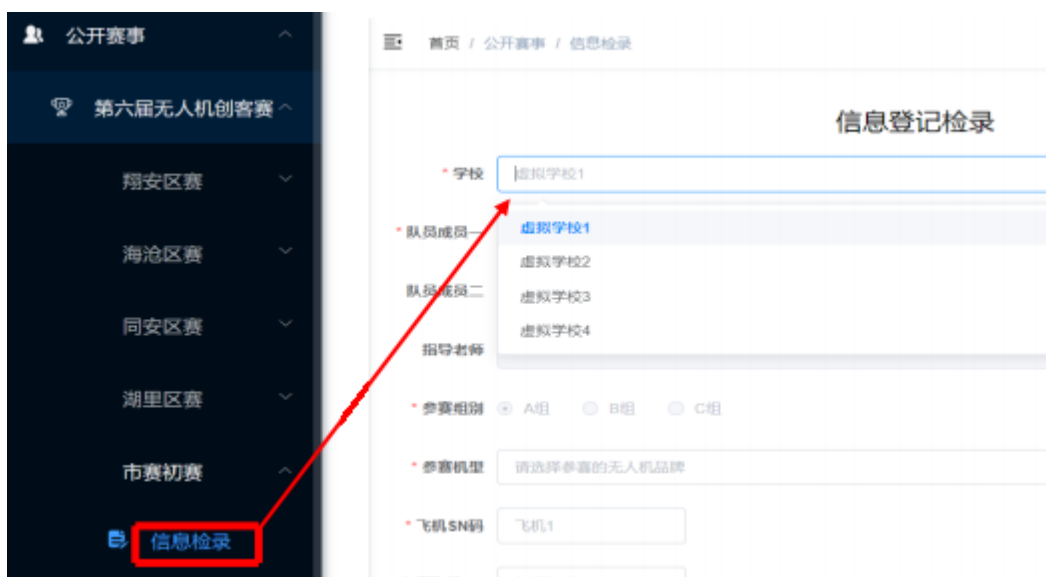 公开赛事
第六届无人机创客赛
翔安区赛
海沧区赛
同安区赛
湖里区赛
市赛初赛
信息检录
首页 / 公开赛事 / 信息检录
信息登记检录
* 学校 虚拟学校1
虚拟学校1
虚拟学校2
虚拟学校3
虚拟学校4
* 队员成员一
队员成员二
指导老师
* 参赛组别 A组 B组 C组
* 参赛机型 请选择参赛的无人机品牌
* 飞机SN码 飞机1